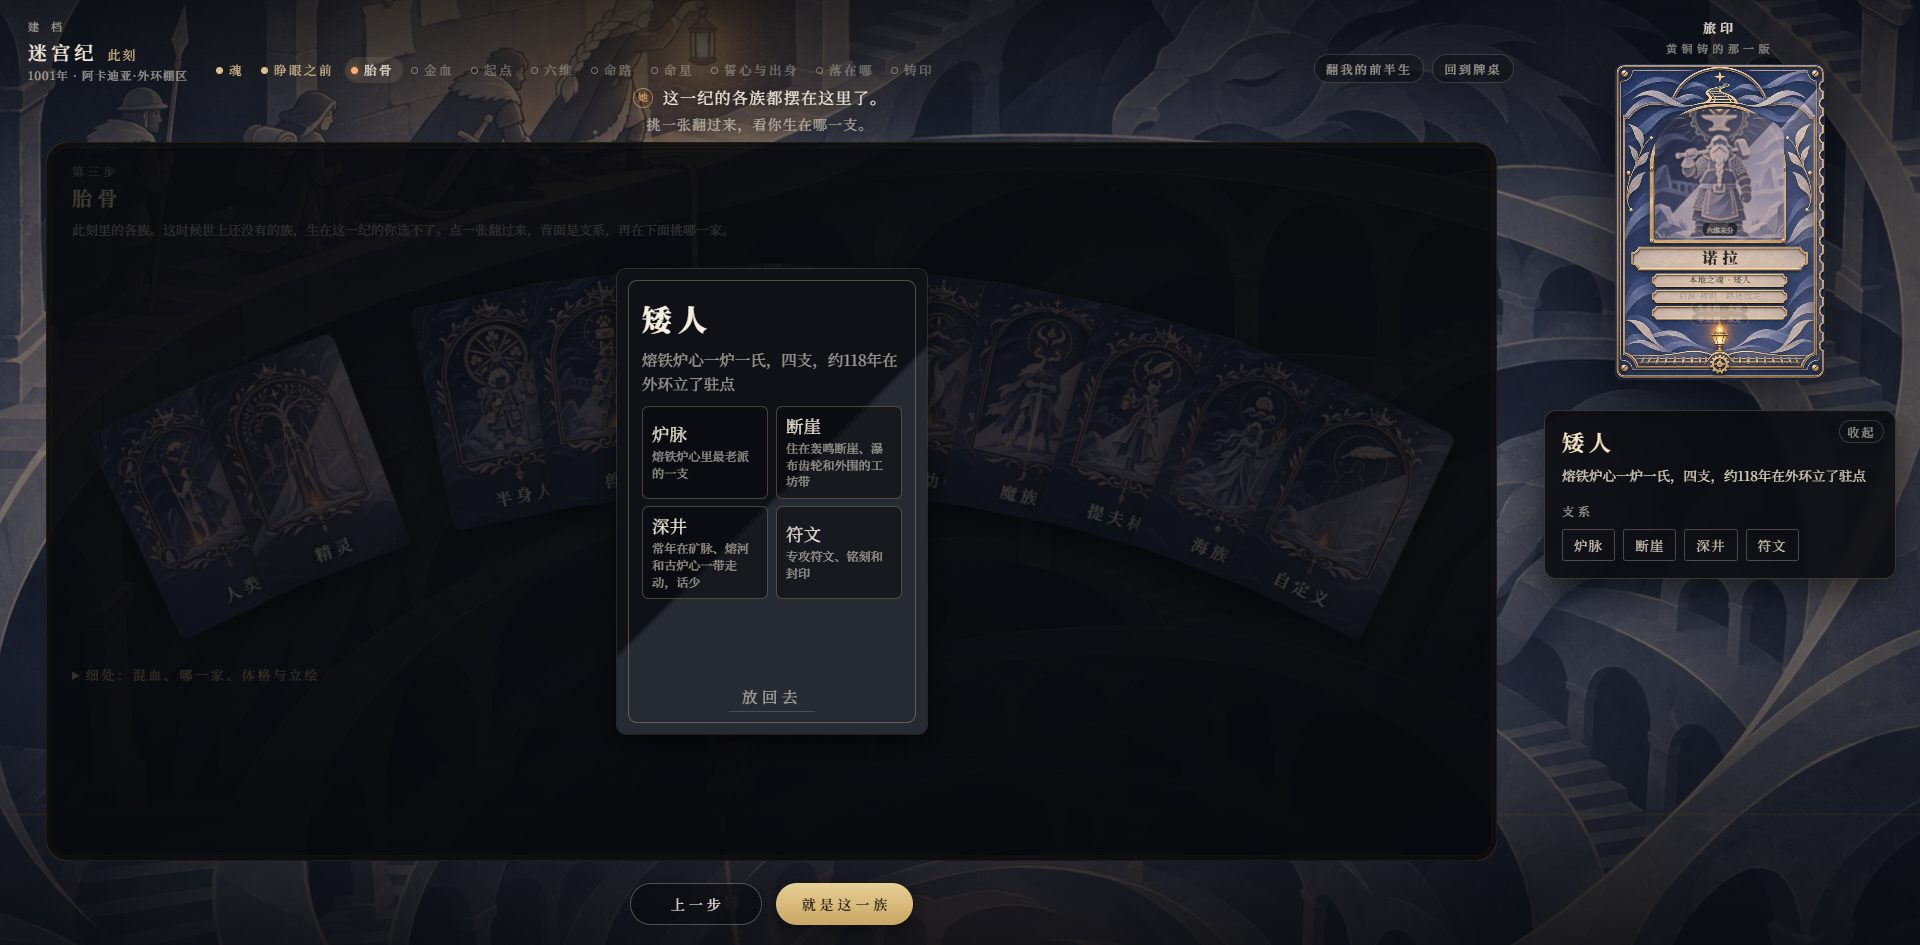 建档
迷宫纪 此刻
1001年 · 阿卡迪亚·外环棚区
魂
睁眼之前
胎骨
金血
起点
六维
命路
命星
誓心与出身
落在哪
铸印
她 这一纪的各族都摆在这里了。
挑一张翻过来，看你生在哪一支。
翻我的前半生
回到牌桌
旅印
黄铜铸的那一版
第三步
胎骨
此刻里的各族。这时候世上还没有的族，生在这一纪的你选不了。点一张翻过来，背面是支系，再在下面挑哪一家。
人类
精灵
半身人
魔族
提夫林
海族
自定义
矮人
熔铁炉心一炉一氏，四支，约118年在
外环立了驻点
炉脉
熔铁炉心里最老派
的一支
断崖
住在轰鸣断崖、瀑
布齿轮和外围的工
坊带
深井
常年在矿脉、熔河
和古炉心一带走
动，话少
符文
专攻符文、铭刻和
封印
放回去
▶ 细处：混血、哪一家、体格与立绘
上一步
就是这一族
六维未分
诺拉
本地之魂 · 矮人
矮人
收起
熔铁炉心一炉一氏，四支，约118年在外环立了驻点
支系
炉脉
断崖
深井
符文